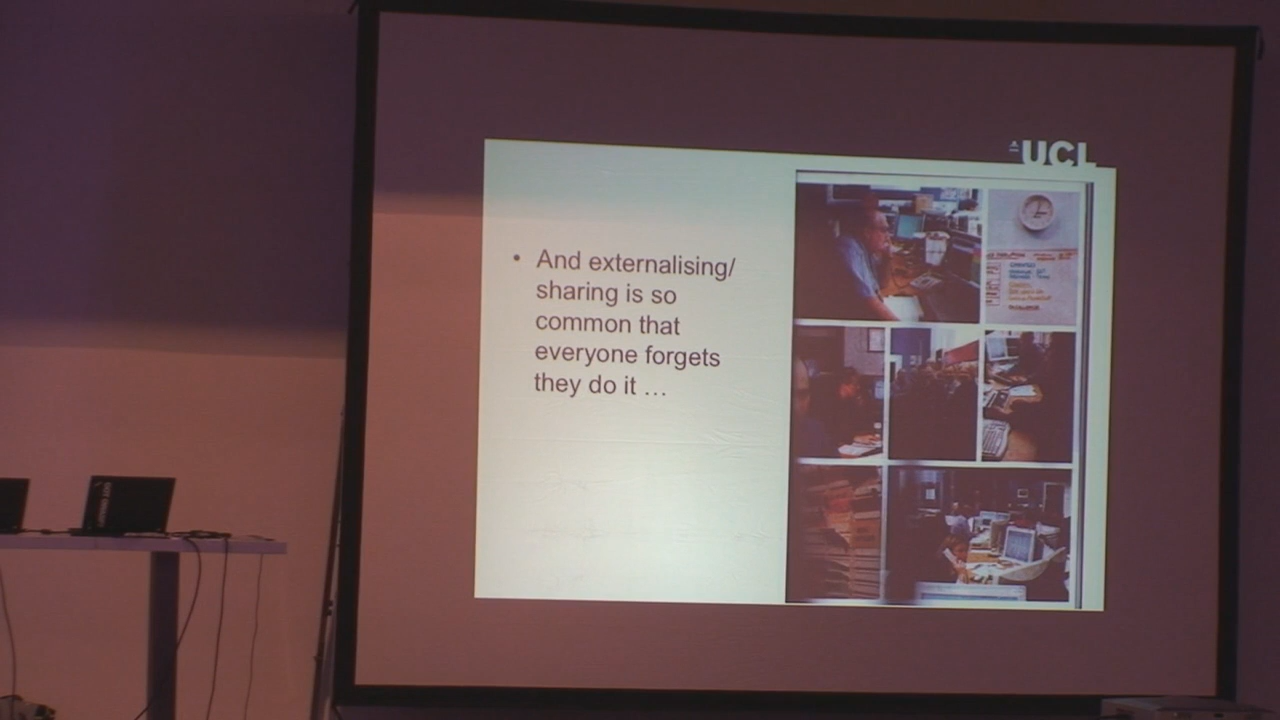 UCL
• And externalising/
sharing is so
common that
everyone forgets
they do it …